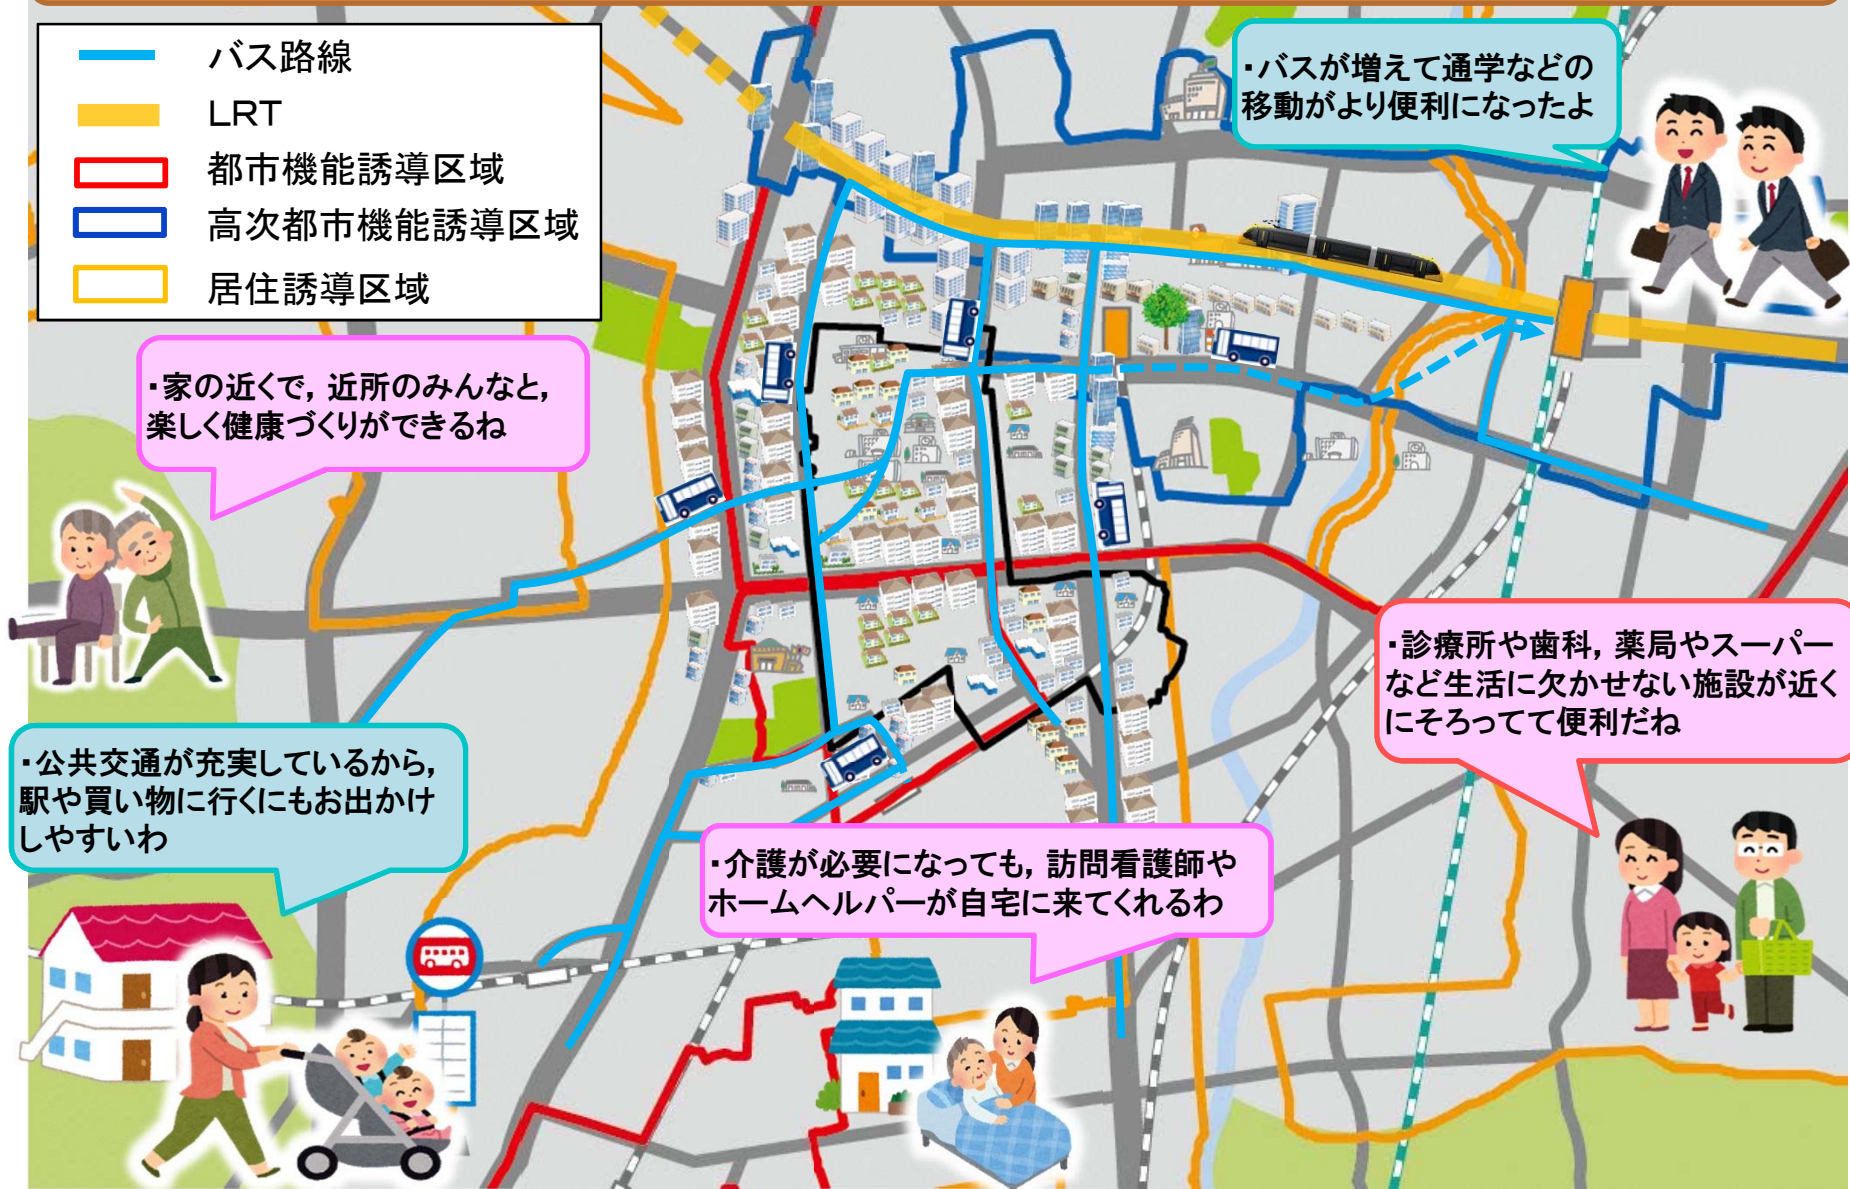 バス路線
LRT
都市機能誘導区域
高次都市機能誘導区域
居住誘導区域
・バスが増えて通学などの
移動がより便利になったよ
・家の近くで，近所のみんなと，
楽しく健康づくりができるね
・診療所や歯科，薬局やスーパー
など生活に欠かせない施設が近く
にそろってて便利だね
・公共交通が充実しているから，
駅や買い物に行くにもお出かけ
しやすいわ
・介護が必要になっても，訪問看護師や
ホームヘルパーが自宅に来てくれるわ